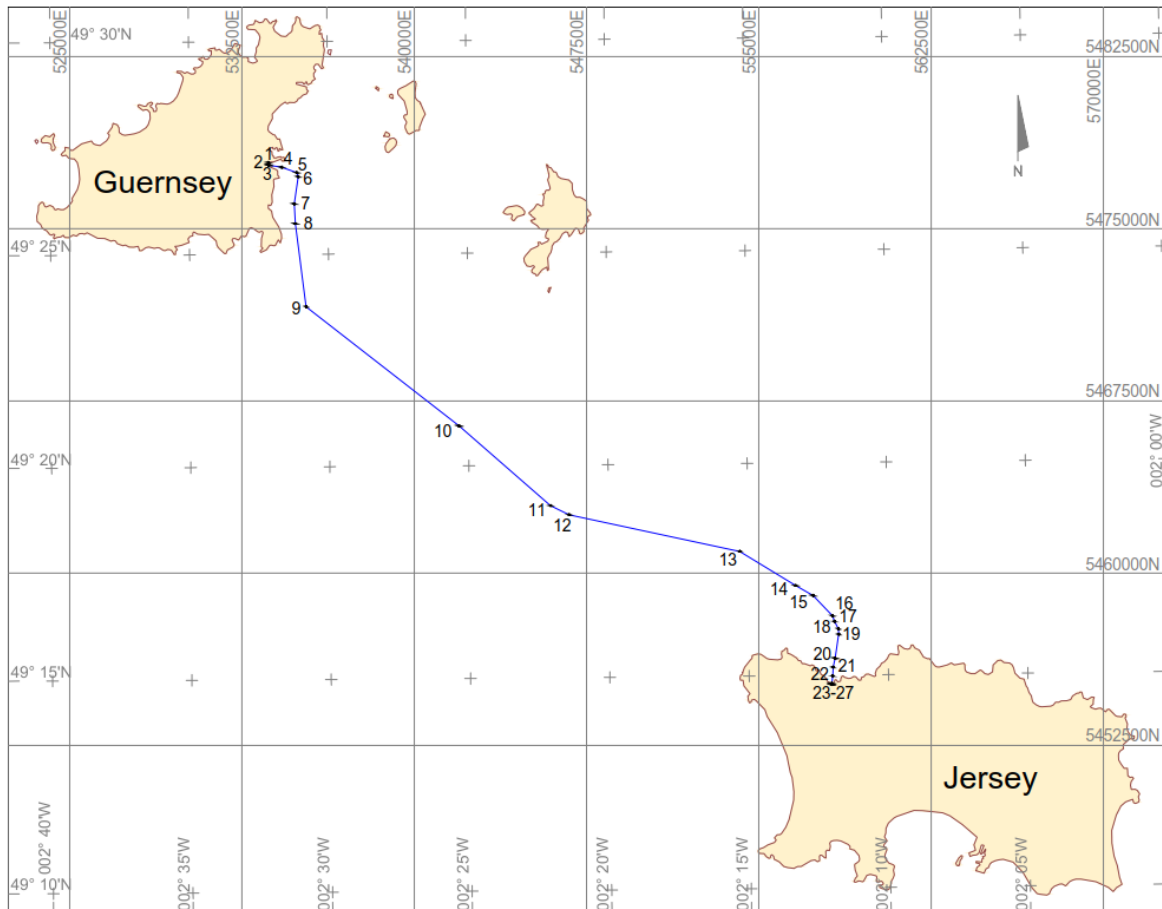 49° 30'N
525000E
532500E
540000E
547500E
555000E
562500E
5482500N
570000E
N
1
2
3
4
5
6
7
8
Guernsey
5475000N
49° 25'N
9
5467500N
10
002° 00'W
49° 20'N
11
12
13
5460000N
14
15
16
17
18
19
20
21
22
23-27
49° 15'N
5452500N
Jersey
49° 10'N
002° 40'W
002° 35'W
002° 30'W
002° 25'W
002° 20'W
002° 15'W
002° 10'W
002° 05'W